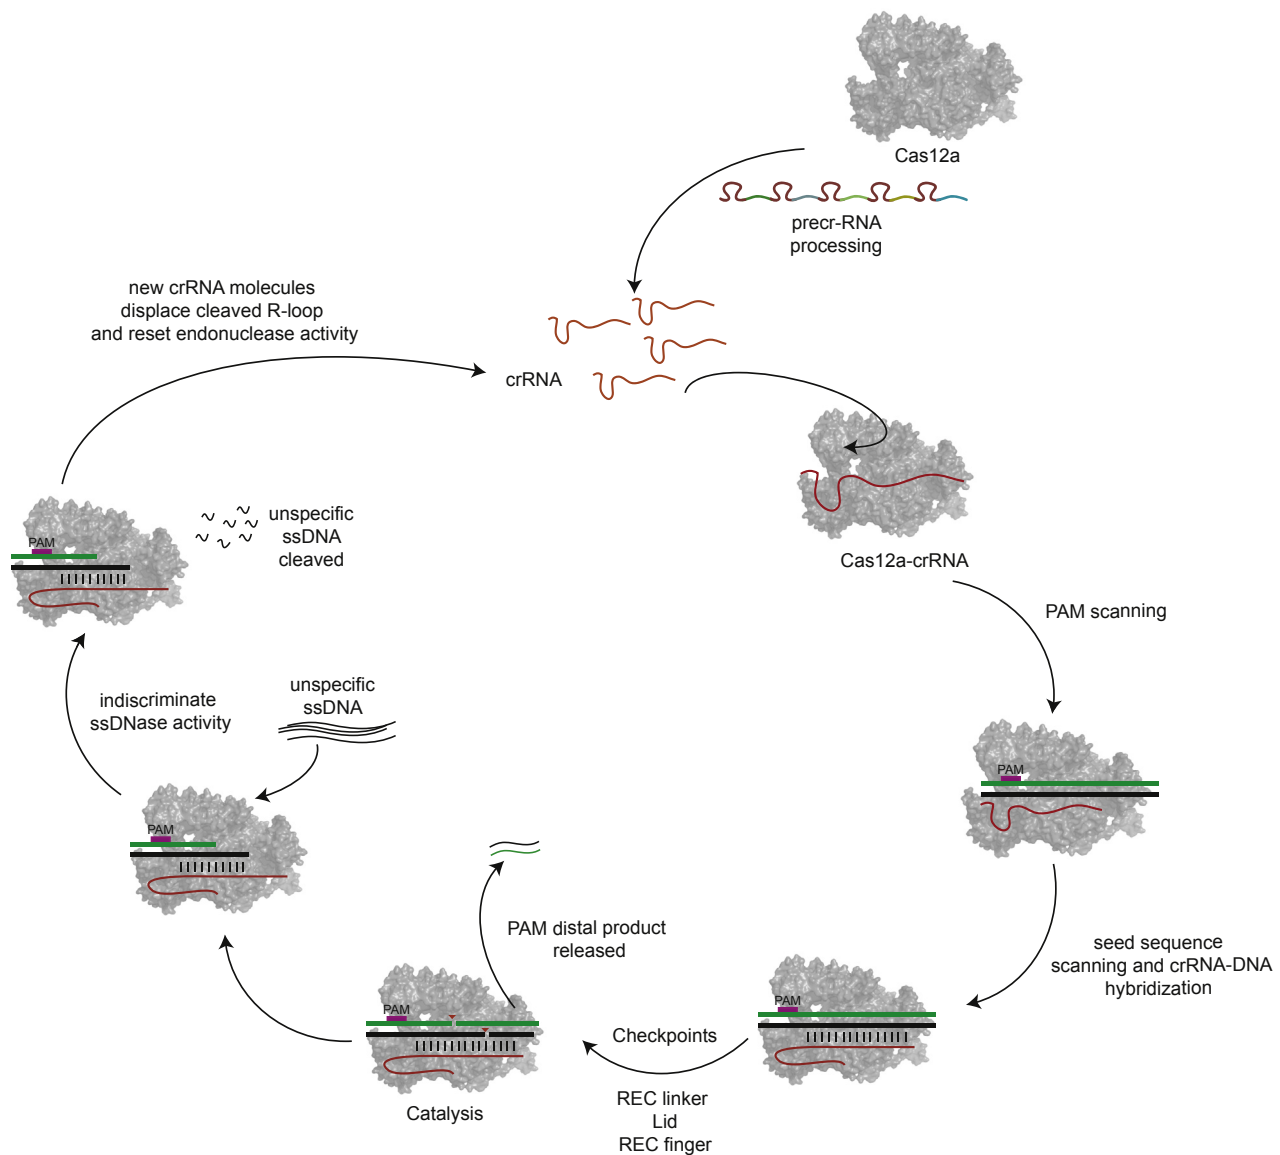 Cas12a
precr-RNA
processing
new crRNA molecules
displace cleaved R-loop
and reset endonuclease activity
crRNA
Cas12a-crRNA
PAM scanning
PAM
seed sequence
scanning and crRNA-DNA
hybridization
PAM
Checkpoints
REC linker
Lid
REC finger
PAM
Catalysis
PAM distal product
released
PAM
unspecific
ssDNA
indiscriminate
ssDNase activity
PAM
unspecific
ssDNA
cleaved